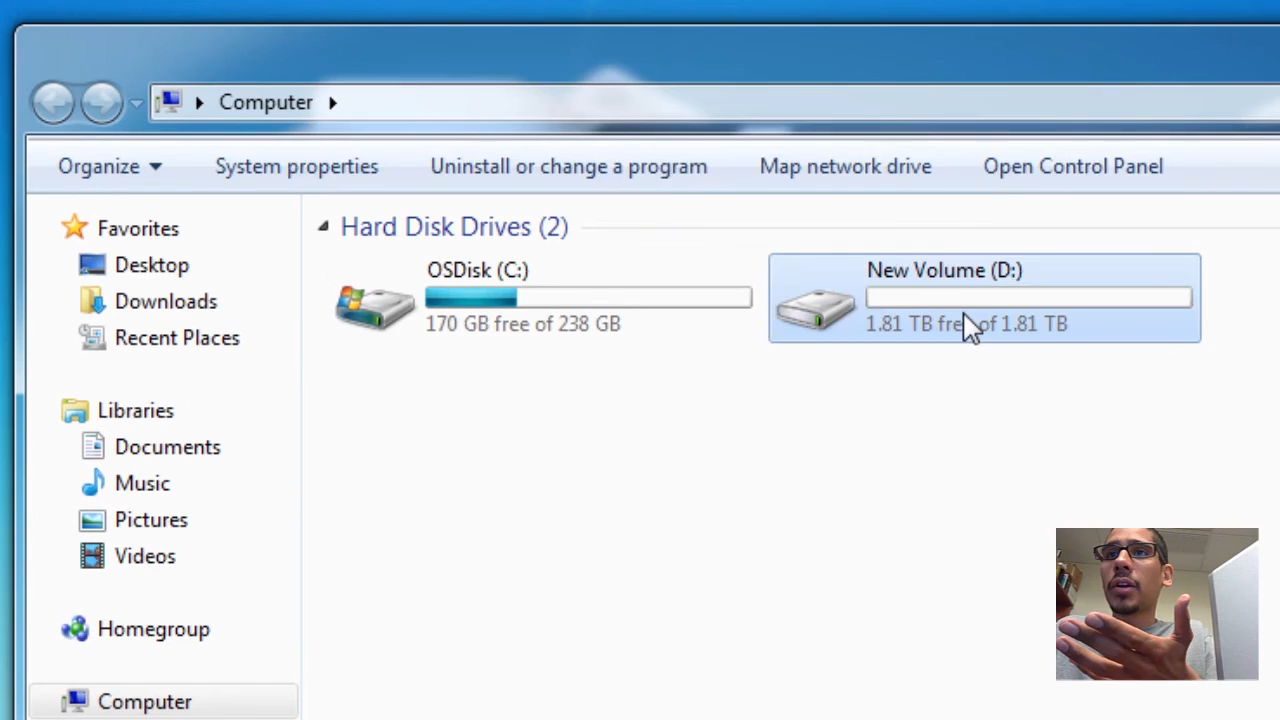 Computer
Organize
System properties
Uninstall or change a program
Map network drive
Open Control Panel
Favorites
Desktop
Downloads
Recent Places
Libraries
Documents
Music
Pictures
Videos
Homegroup
Computer
Hard Disk Drives (2)
OSDisk (C:)
170 GB free of 238 GB
New Volume (D:)
1.81 TB free of 1.81 TB